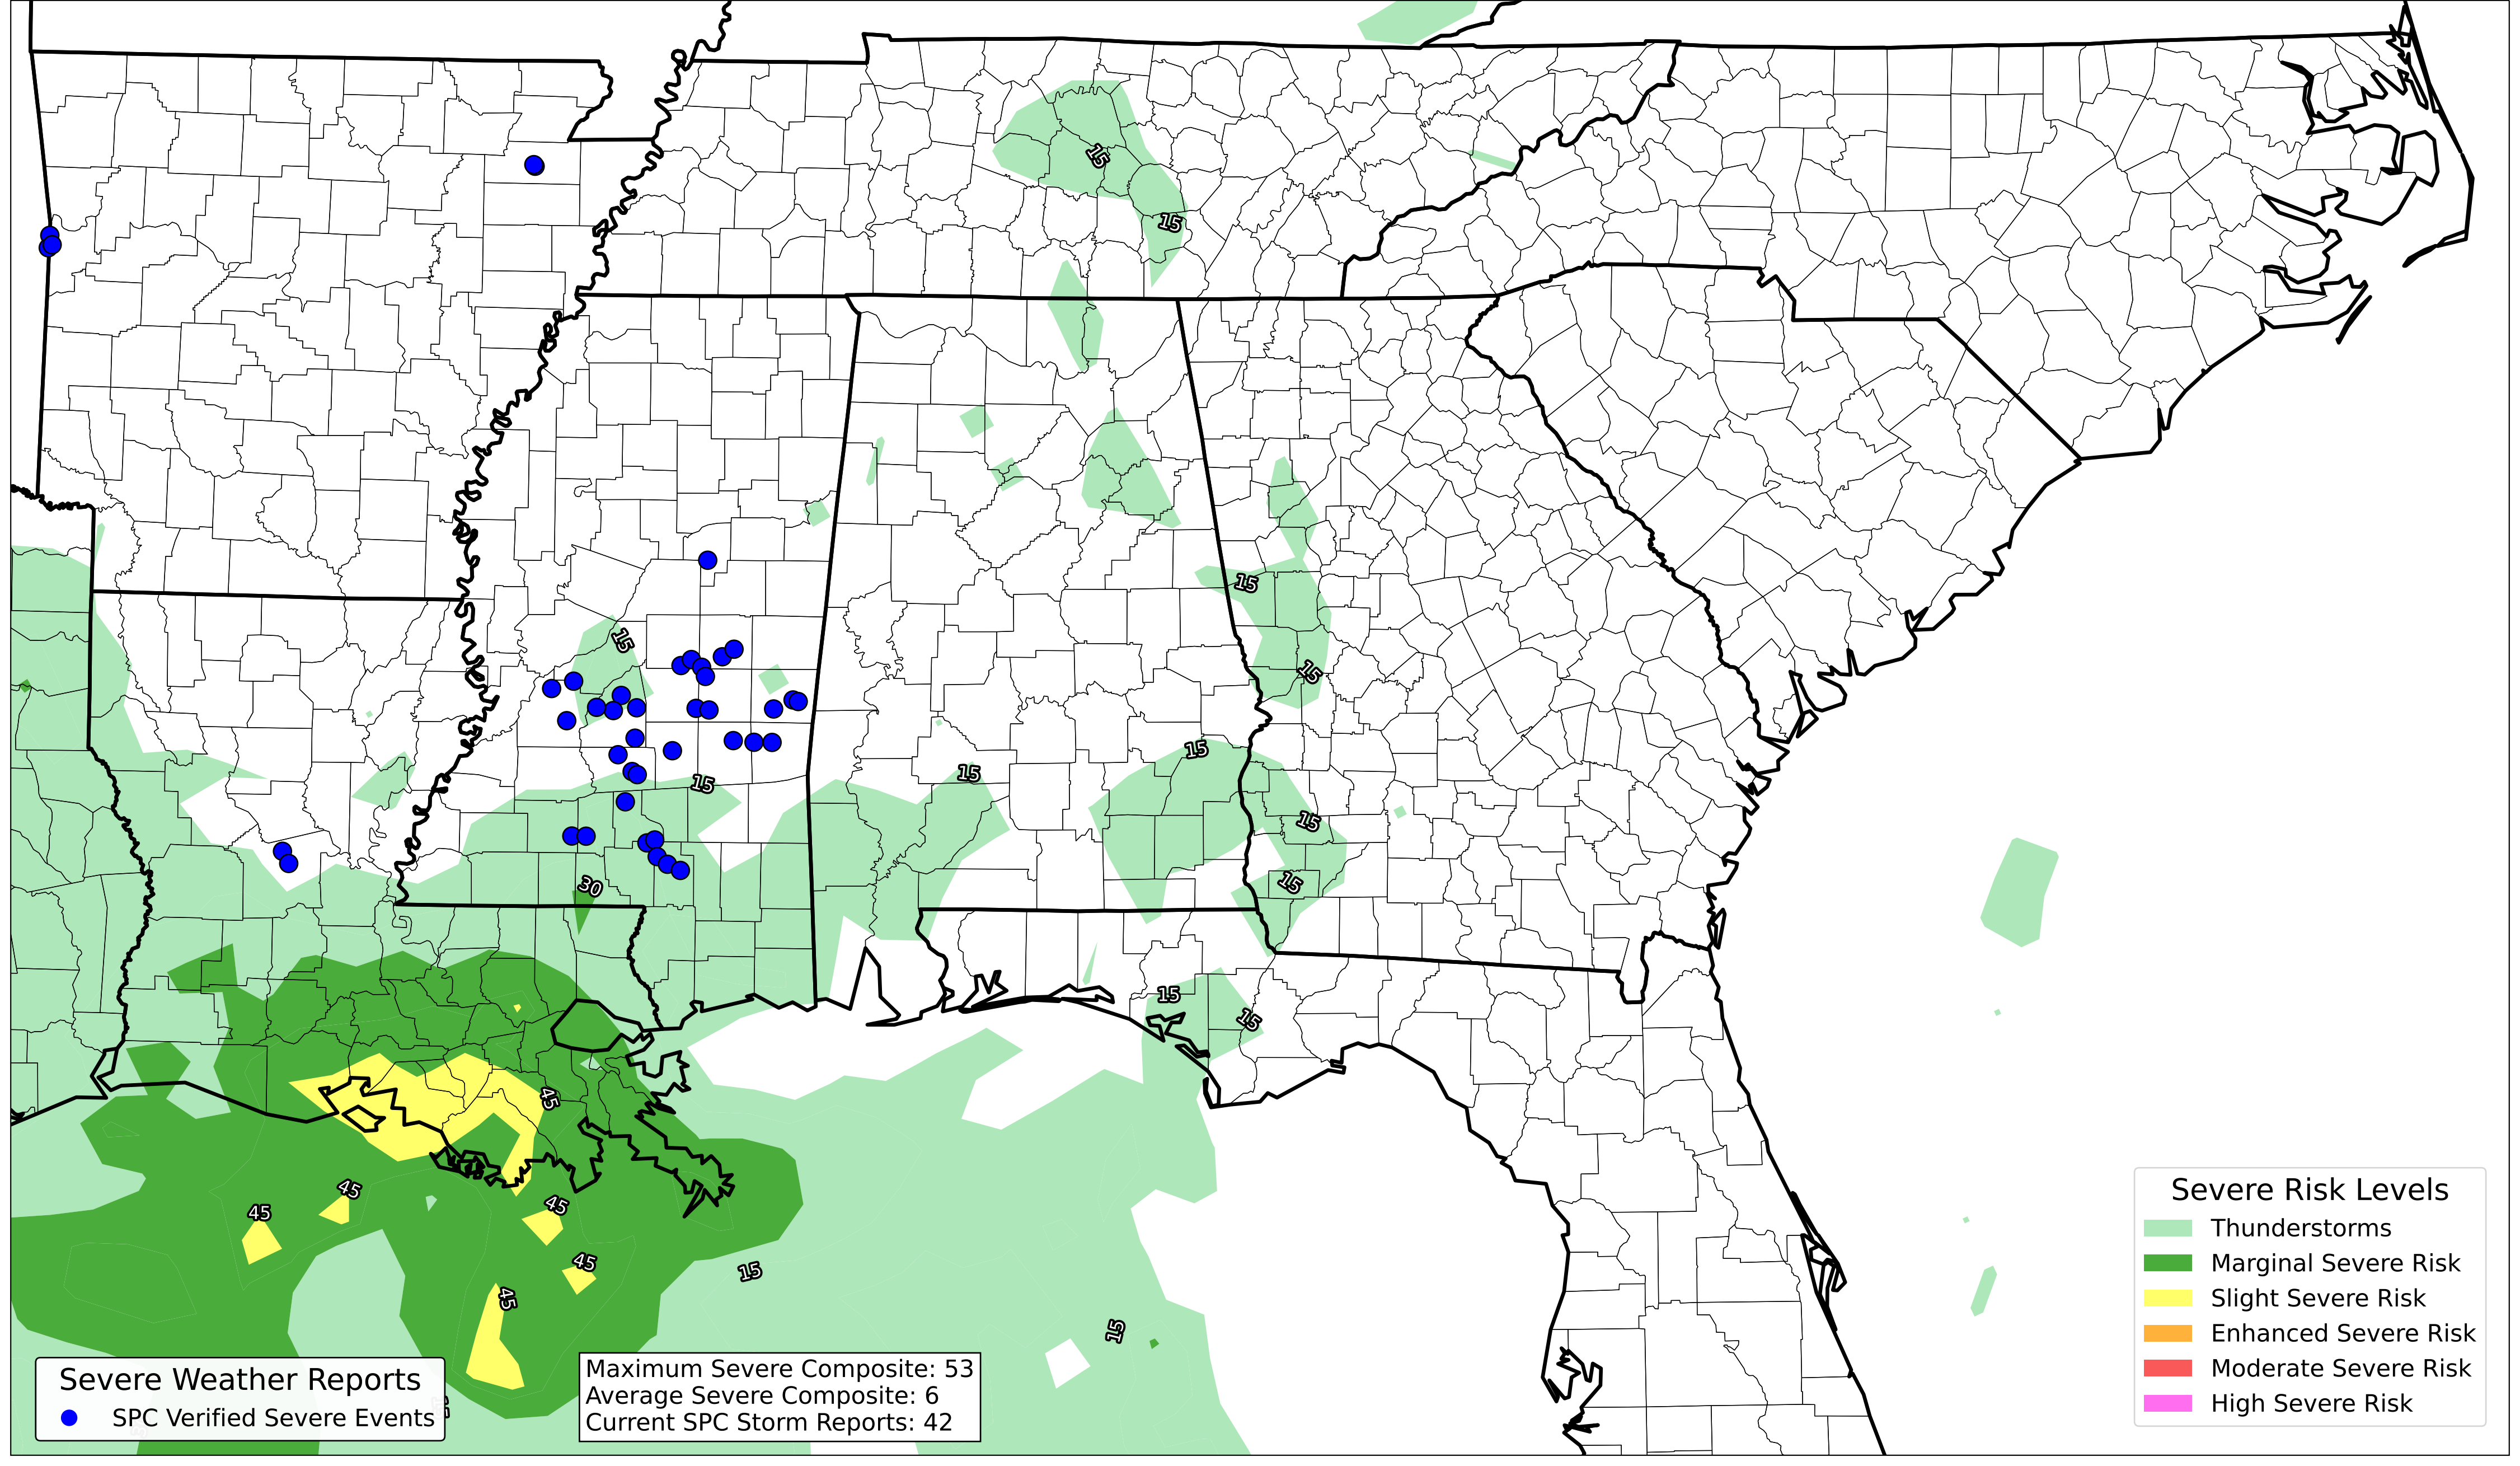 15
15
15
15
15
15
15
15
15
15
30
15
15
45
45
45
45
45
15
45
15
Severe Weather Reports
SPC Verified Severe Events
Maximum Severe Composite: 53
Average Severe Composite: 6
Current SPC Storm Reports: 42
Severe Risk Levels
Thunderstorms
Marginal Severe Risk
Slight Severe Risk
Enhanced Severe Risk
Moderate Severe Risk
High Severe Risk